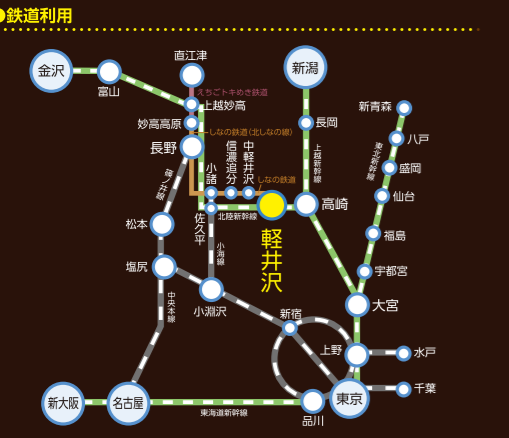 鉄道利用
金沢
富山
直江津
新潟
えちごトキめき鉄道
上越妙高
妙高高原
しなの鉄道(北しなの線)
長野
長岡
新青森
八戸
盛岡
仙台
福島
宇都宮
上越新幹線
東北新幹線
篠ノ井線
小諸
信濃追分
中軽井沢
しなの鉄道
高崎
佐久平
北陸新幹線
軽井沢
松本
小海線
塩尻
小淵沢
中央本線
大宮
新宿
上野
水戸
千葉
東京
品川
新大阪
名古屋
東海道新幹線